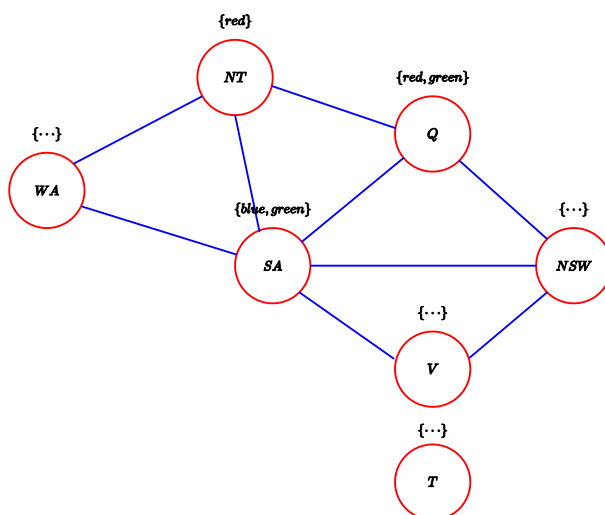 {red}
NT
{red, green}
Q
{···}
WA
{blue, green}
SA
{···}
NSW
{···}
V
{···}
T